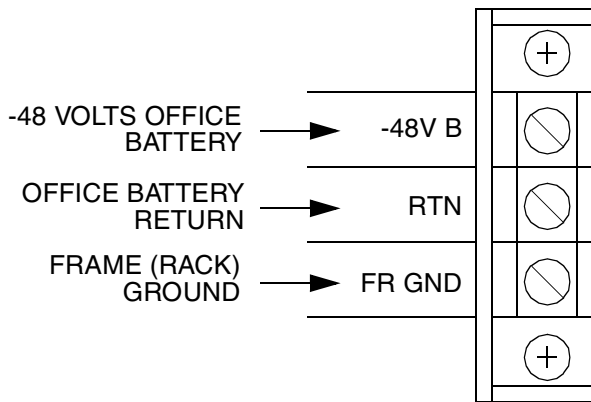 -48 VOLTS OFFICE
BATTERY
-48V B
OFFICE BATTERY
RETURN
RTN
FRAME (RACK)
GROUND
FR GND